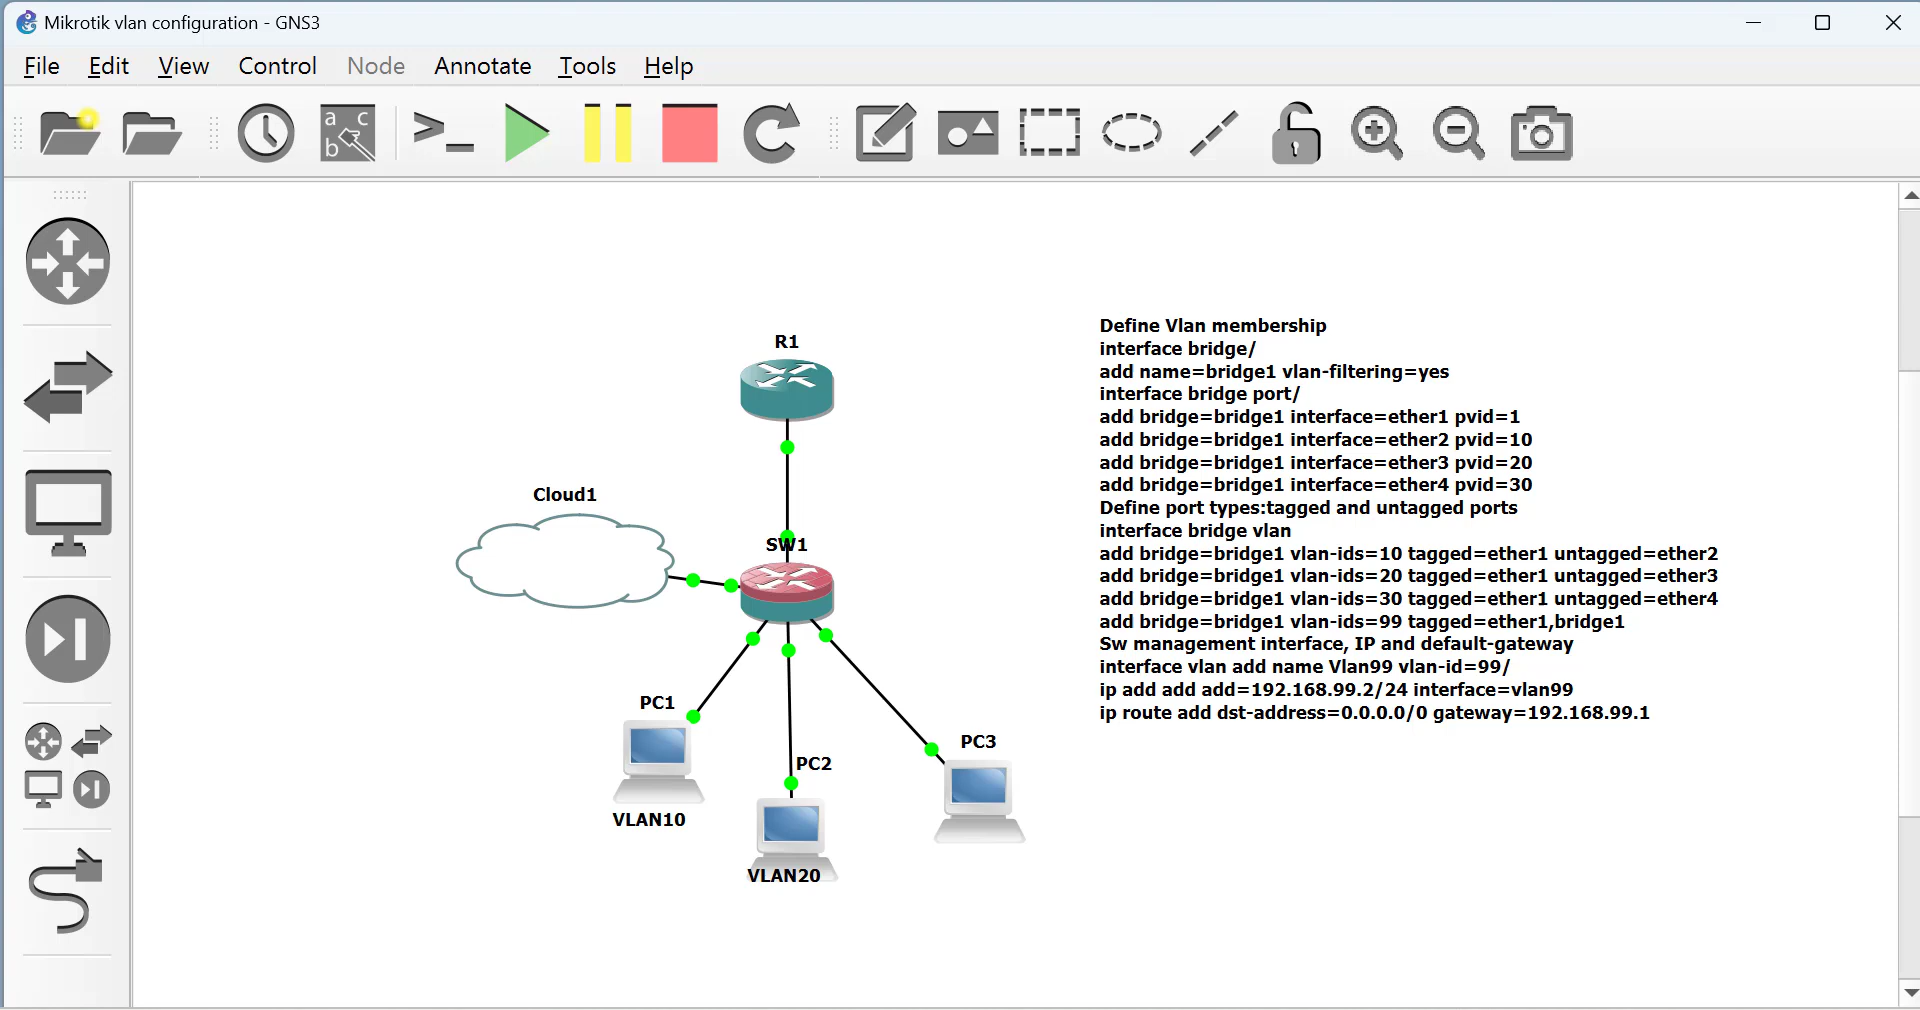 Mikrotik vlan configuration - GNS3
File Edit View Control Node Annotate Tools Help
a c
b
R1
Cloud1
SW1
PC1
PC2
PC3
VLAN10
VLAN20
Define Vlan membership
interface bridge/
add name=bridge1 vlan-filtering=yes
interface bridge port/
add bridge=bridge1 interface=ether1 pvid=1
add bridge=bridge1 interface=ether2 pvid=10
add bridge=bridge1 interface=ether3 pvid=20
add bridge=bridge1 interface=ether4 pvid=30
Define port types:tagged and untagged ports
interface bridge vlan
add bridge=bridge1 vlan-ids=10 tagged=ether1 untagged=ether2
add bridge=bridge1 vlan-ids=20 tagged=ether1 untagged=ether3
add bridge=bridge1 vlan-ids=30 tagged=ether1 untagged=ether4
add bridge=bridge1 vlan-ids=99 tagged=ether1,bridge1
Sw management interface, IP and default-gateway
interface vlan add name Vlan99 vlan-id=99/
ip add add add=192.168.99.2/24 interface=vlan99
ip route add dst-address=0.0.0.0/0 gateway=192.168.99.1